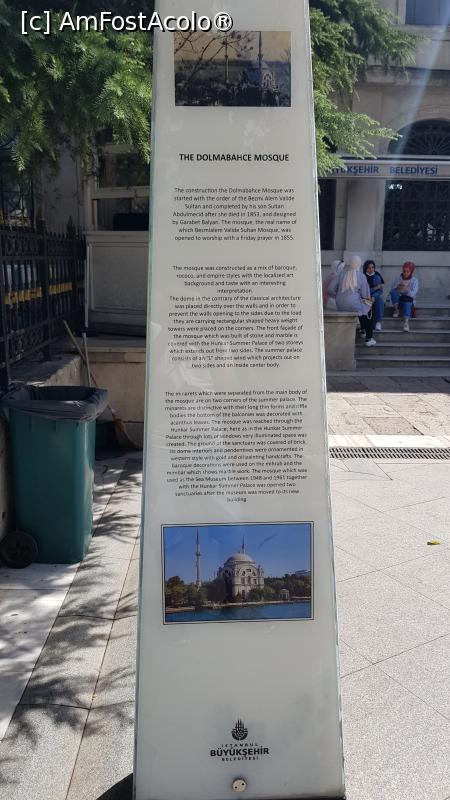 [c] AmFostAcolo®
THE DOLMABAHCE MOSQUE
The construction the Dolmabahce Mosque was
started with the order of the Bezmi Alem Valide
Sultan and completed by his son Sultan
Abdulmecid after she died in 1853, and designed
by Garabet Balyan. The mosque, the real name of
which Bezmialem Valide Sultan Mosque, was
opened to worship with a Friday prayer in 1855.
The mosque was constructed as a mix of baroque,
rococo, and empire styles with the localized art
background and taste with an interesting
interpretation.
The dome in the contrary of the classical architecture
was placed directly over the walls and in order to
prevent the walls opening to the sides due to the load
they are carrying rectangular shaped heavy weight
towers were placed on the corners. The front façade of
the mosque which was built of stone and marble is
covered with the Hunkar Summer Palace of two storeys
which extends out from two sides. The summer palace
consists of an "L" shaped wind which projects out on
two sides and an inside center body.
The minarets which were separated from the main body of
the mosque are on two corners of the summer palace. The
minarets are distinctive with their long thin forms and rifle
bodies the bottom of the balconies was decorated with
acanthus leaves. The mosque was reached through the
Hunkar Summer Palace, here as in the Hunkar Summer
Palace through lots of windows very illuminated space was
created. The ground of the sanctuary was covered of brick,
its dome interiors and pendentives were ornamented in
western style with gold and oil painting handcrafts. The
baroque decorations were used on the mihrab and the
mimbar which shows marble work. The mosque which was
used as the Sea Museum between 1948 and 1961 together
with the Hunkar Summer Palace was opened two
sanctuaries after the museum was moved to its new
building.
İSTANBUL
BÜYÜKŞEHİR
BELEDİYESİ
YÜKŞEHİR BELEDİYESİ